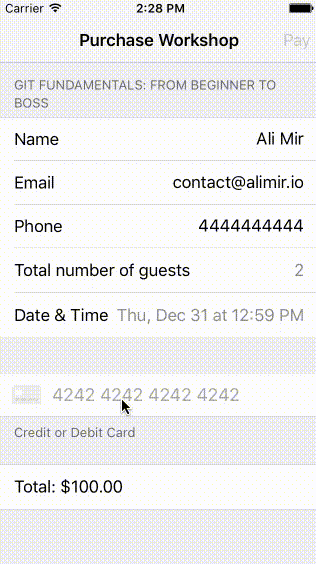 Carrier 2:28 PM
Purchase Workshop Pay
GIT FUNDAMENTALS: FROM BEGINNER TO
BOSS
Name Ali Mir
Email contact@alimir.io
Phone 4444444444
Total number of guests 2
Date & Time Thu, Dec 31 at 12:59 PM
4242 4242 4242 4242
Credit or Debit Card
Total: $100.00